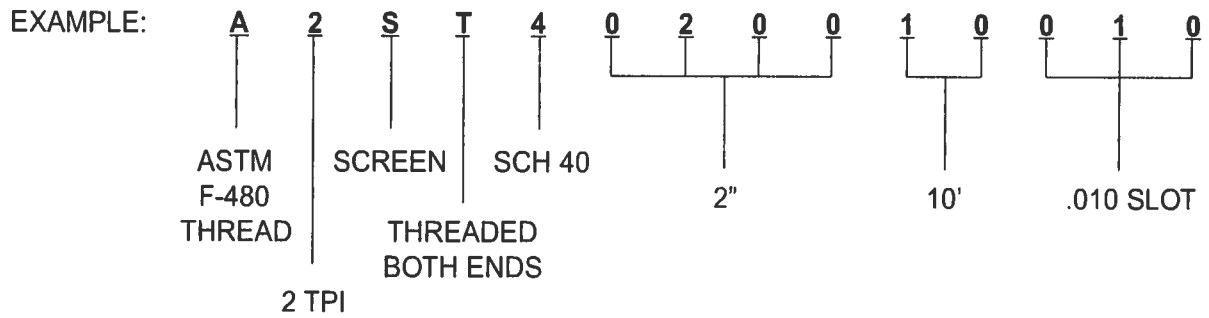 EXAMPLE: A 2 S T 4 0 2 0 0 1 0 0 1 0
ASTM
F-480
THREAD
2 TPI
SCREEN
THREADED
BOTH ENDS
SCH 40
2"
10'
.010 SLOT